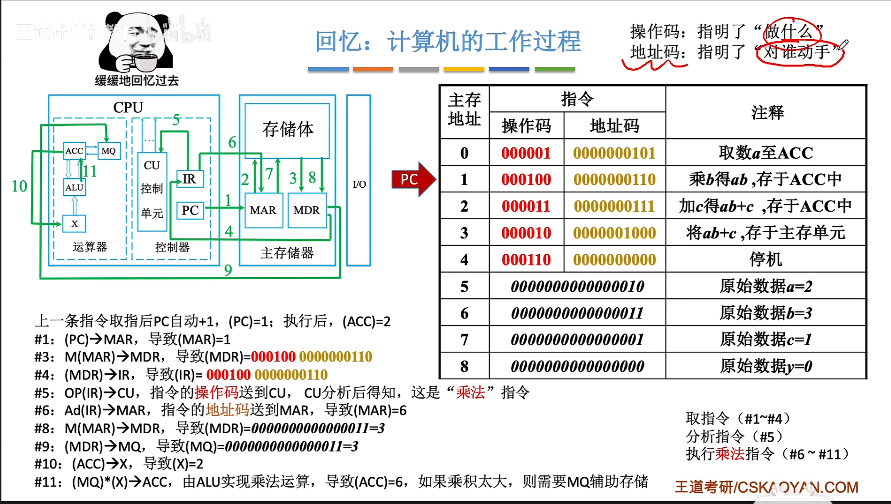 缓缓地回忆过去
回忆：计算机的工作过程
操作码：指明了“做什么”
地址码：指明了“对谁动手”
CPU
ACC
MQ
ALU
X
运算器
CU
控制
单元
IR
PC
控制器
存储体
MAR
MDR
主存储器
I/O
1
2
3
4
5
6
7
8
9
10
11
PC
主存地址 指令 注释
操作码 地址码
0 000001 0000000101 取数a至ACC
1 000100 0000000110 乘b得ab ,存于ACC中
2 000011 0000000111 加c得ab+c ,存于ACC中
3 000010 0000001000 将ab+c ,存于主存单元
4 000110 0000000000 停机
5 0000000000000010 原始数据a=2
6 0000000000000011 原始数据b=3
7 0000000000000001 原始数据c=1
8 0000000000000000 原始数据y=0
上一条指令取指后PC自动+1，(PC)=1；执行后，(ACC)=2
#1：(PC)→MAR，导致(MAR)=1
#3：M(MAR)→MDR，导致(MDR)=000100 0000000110
#4：(MDR)→IR，导致(IR)= 000100 0000000110
#5：OP(IR)→CU，指令的操作码送到CU， CU分析后得知，这是“乘法”指令
#6：Ad(IR)→MAR，指令的地址码送到MAR，导致(MAR)=6
#8：M(MAR)→MDR，导致(MDR)=0000000000000011=3
#9：(MDR)→MQ，导致(MQ)=0000000000000011=3
#10：(ACC)→X，导致(X)=2
#11：(MQ)*(X)→ACC，由ALU实现乘法运算，导致(ACC)=6，如果乘积太大，则需要MQ辅助存储
取指令（#1~#4）
分析指令（#5）
执行乘法指令（#6 ~ #11）
王道考研/CSKAOYAN.COM